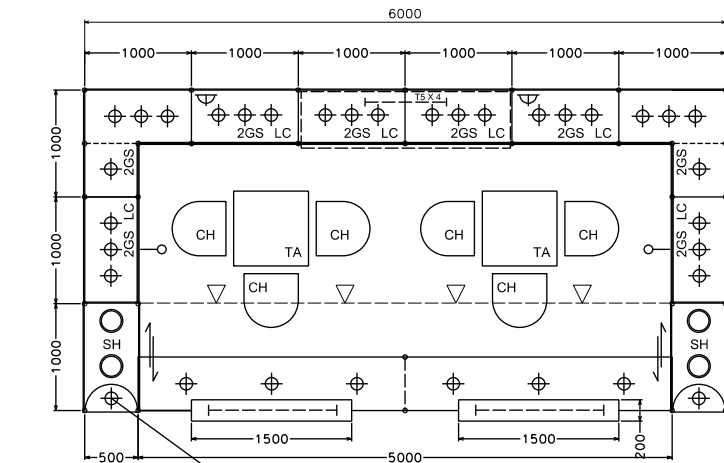 6000
1000 1000 1000 1000 1000 1000
T5 X 4
2GS LC 2GS LC 2GS LC 2GS LC
1000
2GS 2GS
LC LC
2GS 2GS
1000
CH CH CH CH
TA TA
CH CH
SH SH
1000
1500 1500 200
500 5000